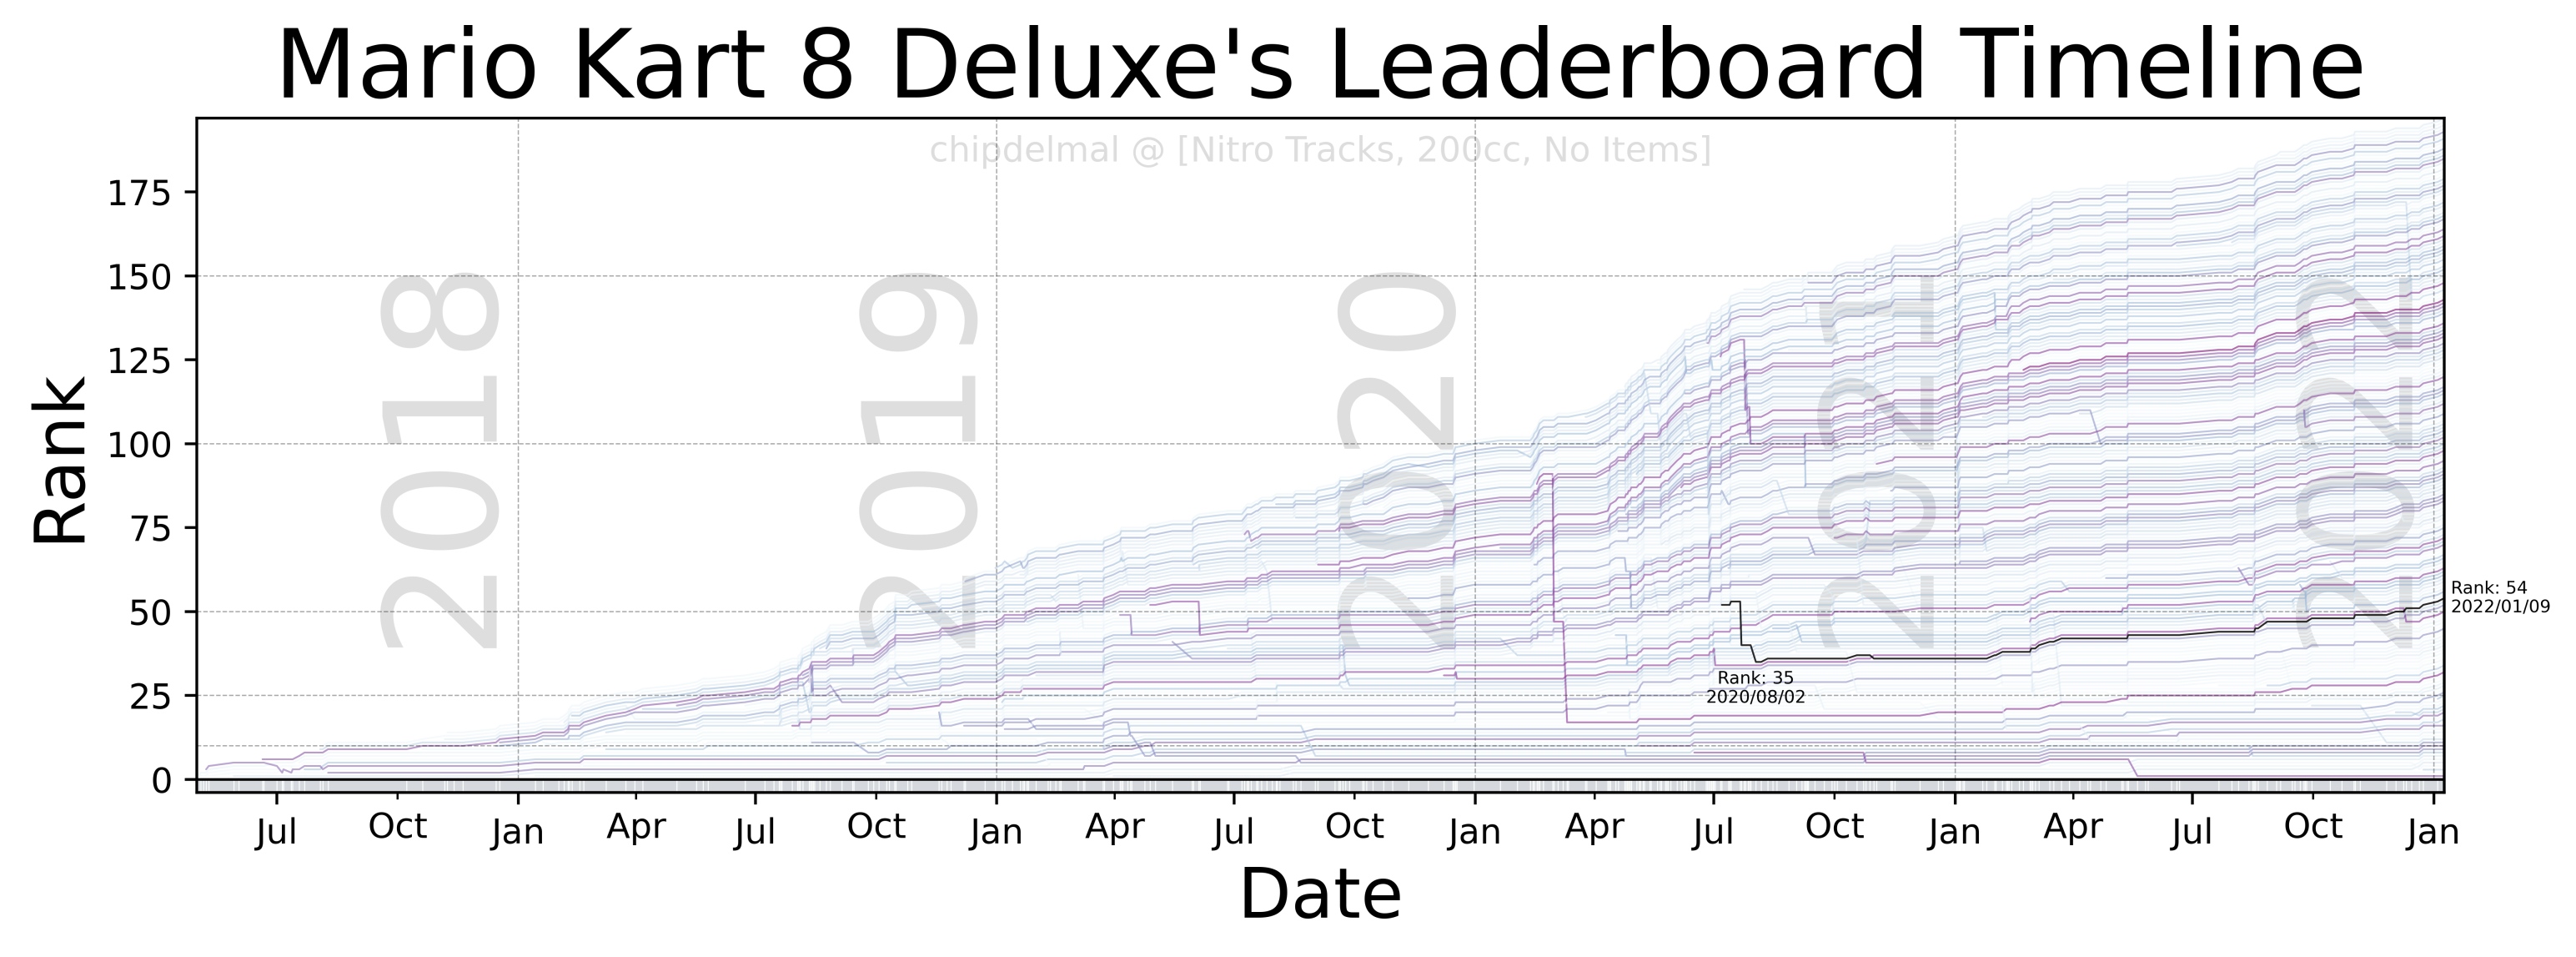 Mario Kart 8 Deluxe's Leaderboard Timeline
chipdelmal @ [Nitro Tracks, 200cc, No Items]
Rank
175
150
125
100
75
50
25
0
2018
2019
2020
2021
2022
Rank: 54
2022/01/09
Rank: 35
2020/08/02
Jul Oct Jan Apr Jul Oct Jan Apr Jul Oct Jan Apr Jul Oct Jan Apr Jul Oct Jan
Date